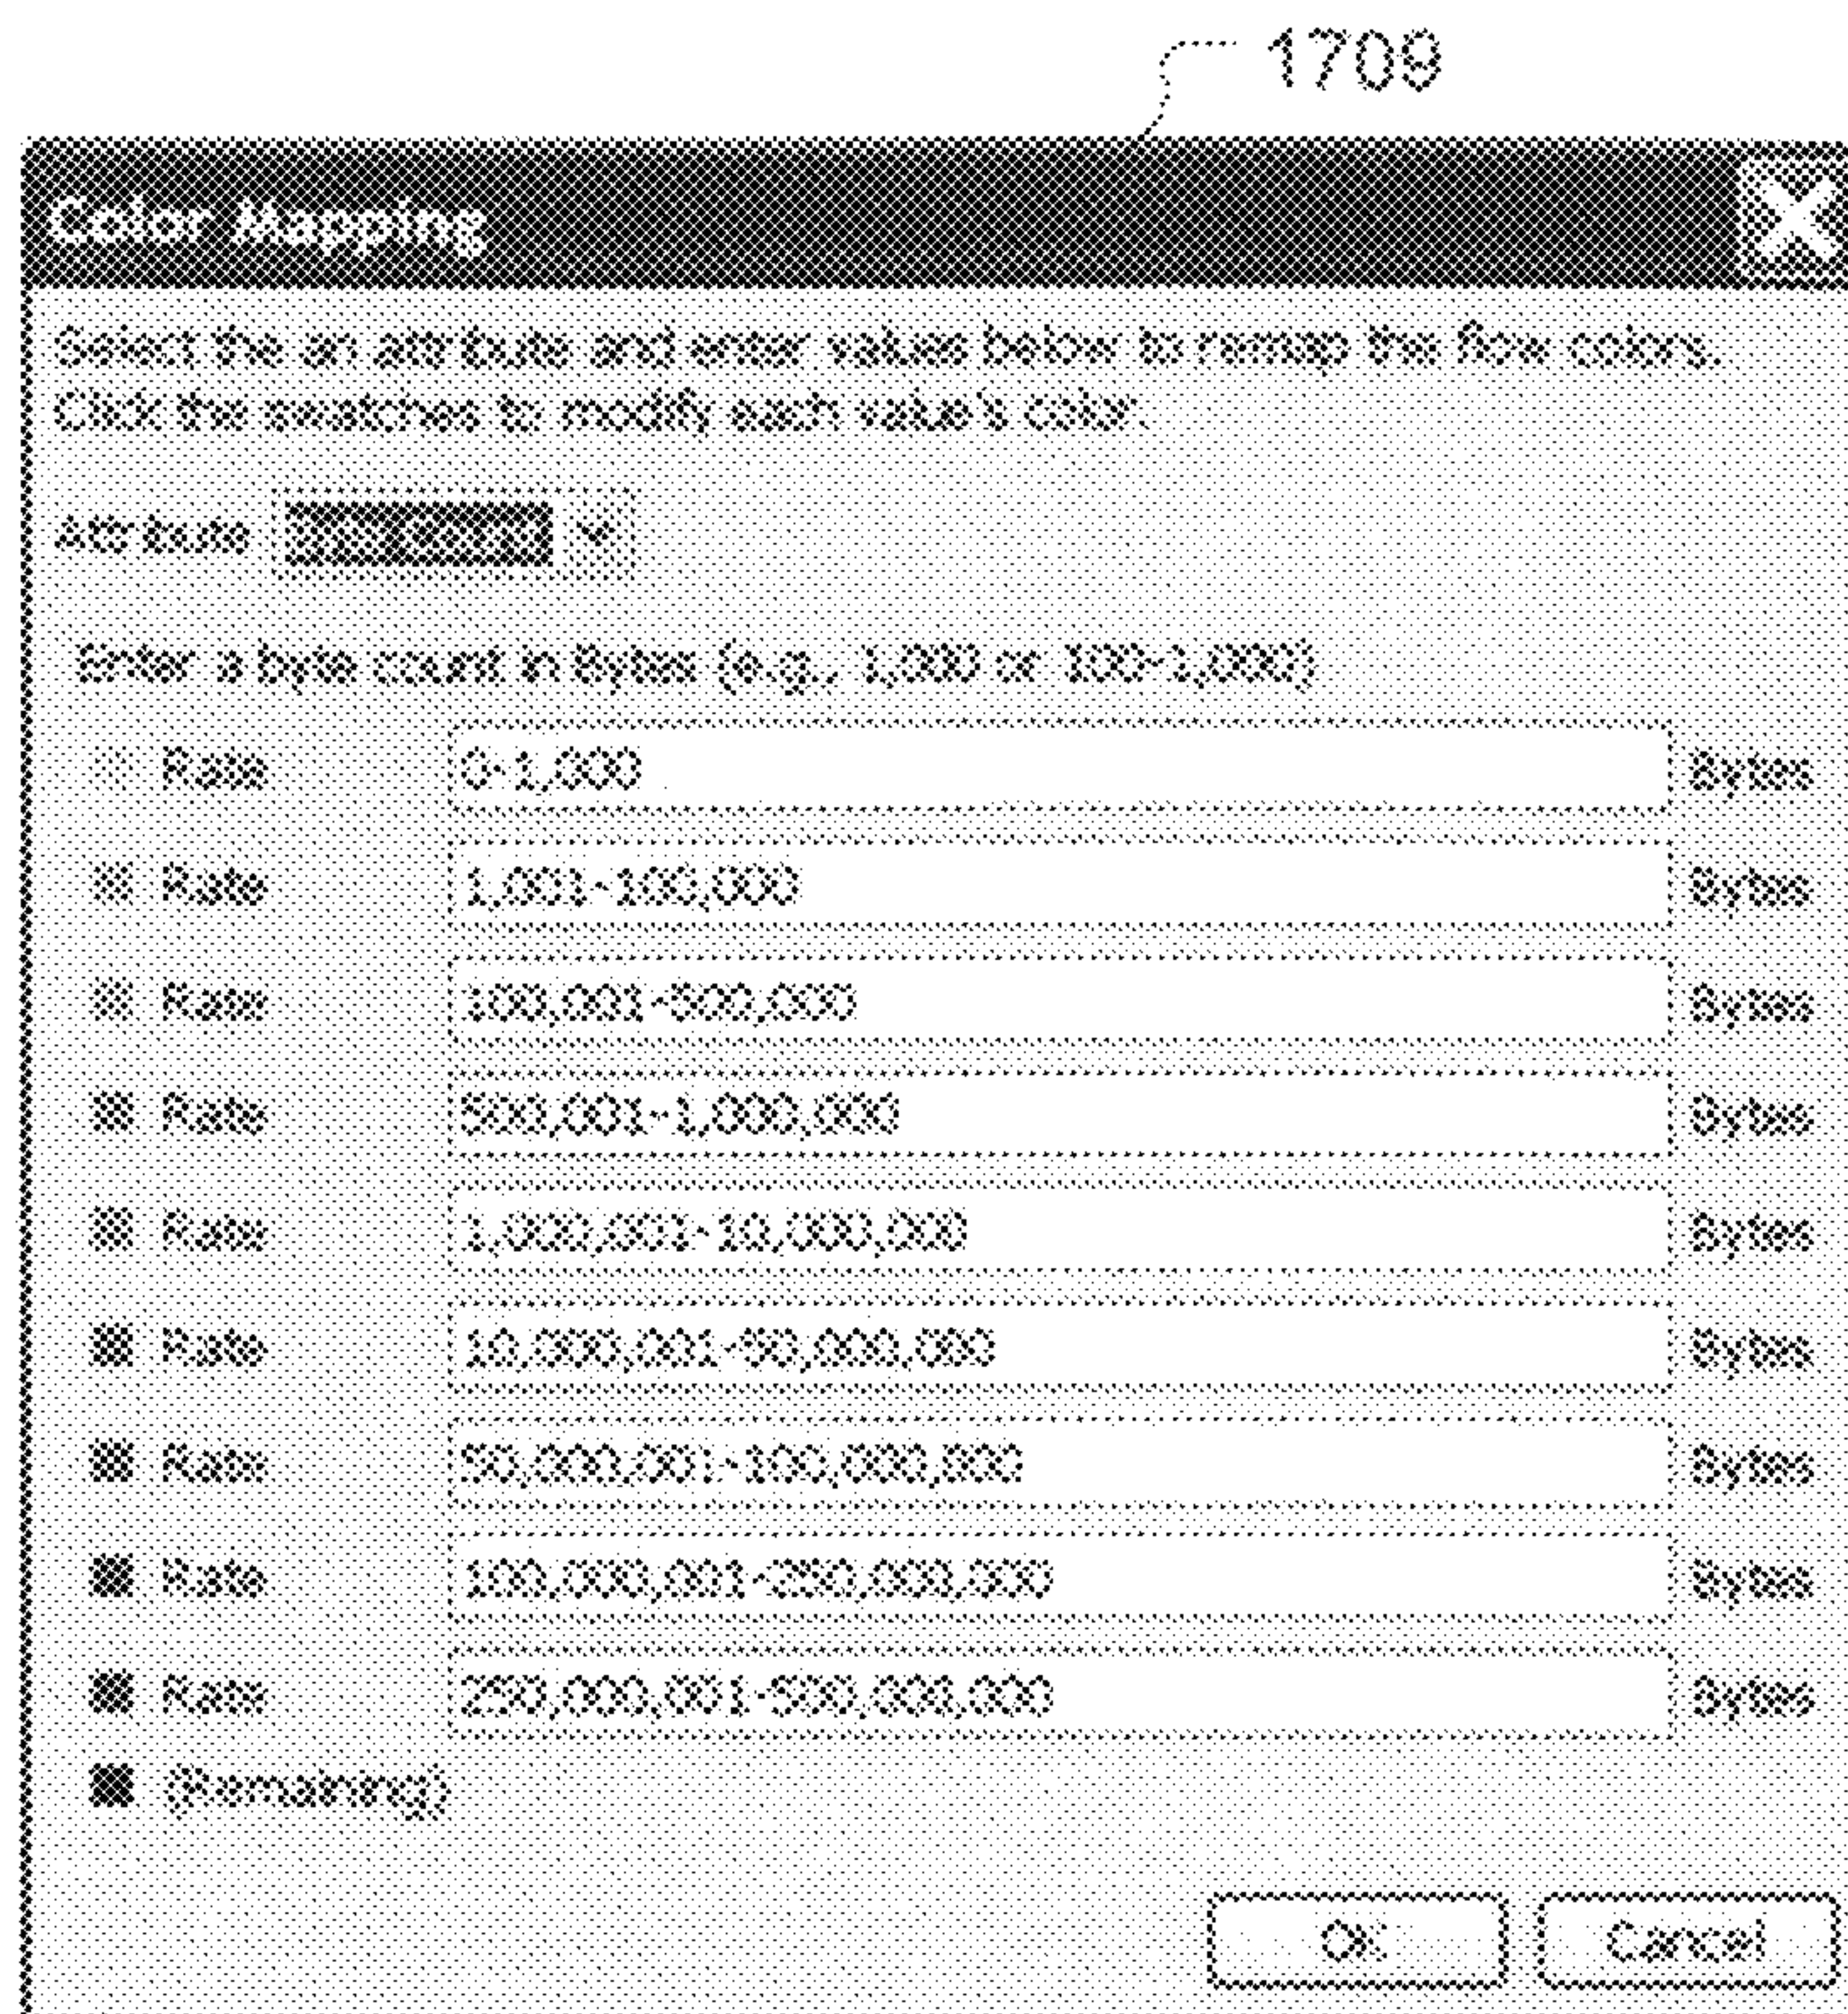 1709
Color Mapping
Select the an attribute and enter values below to remap the flow colors.
Click the swatches to modify each value's color.
Attribute
Enter a byte count in Bytes (e.g., 1,000 or 100-1,000)
Rate 0-1,000 Bytes
Rate 1,001-100,000 Bytes
Rate 100,001-500,000 Bytes
Rate 500,001-1,000,000 Bytes
Rate 1,000,001-10,000,000 Bytes
Rate 10,000,001-50,000,000 Bytes
Rate 50,000,001-100,000,000 Bytes
Rate 100,000,001-250,000,000 Bytes
Rate 250,000,001-500,000,000 Bytes
(Remaining)
OK Cancel